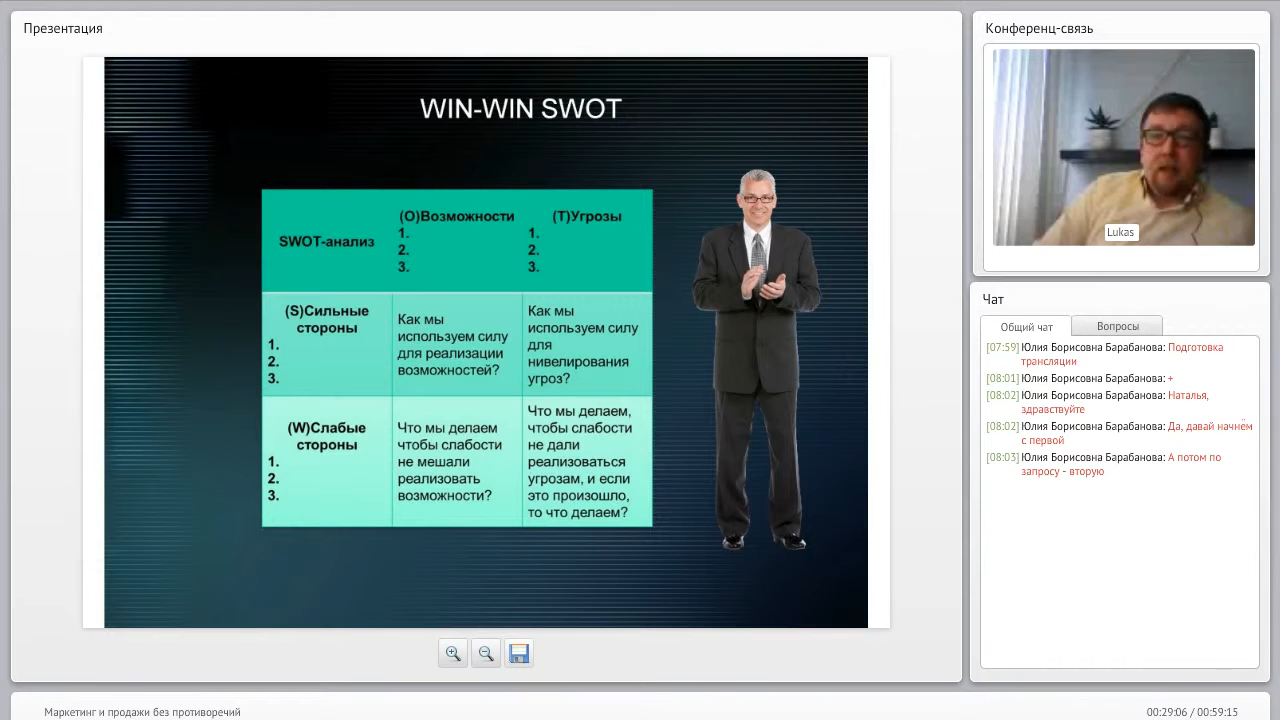 Презентация
WIN-WIN SWOT
SWOT-анализ
(O)Возможности
1.
2.
3.
(T)Угрозы
1.
2.
3.
(S)Сильные
стороны
1.
2.
3.
Как мы
используем силу
для реализации
возможностей?
Как мы
используем силу
для
нивелирования
угроз?
(W)Слабые
стороны
1.
2.
3.
Что мы делаем
чтобы слабости
не мешали
реализовать
возможности?
Что мы делаем,
чтобы слабости
не дали
реализоваться
угрозам, и если
это произошло,
то что делаем?
Конференц-связь
Lukas
Чат
Общий чат
Вопросы
[07:59] Юлия Борисовна Барабанова: Подготовка
трансляции
[08:01] Юлия Борисовна Барабанова: +
[08:02] Юлия Борисовна Барабанова: Наталья,
здравствуйте
[08:02] Юлия Борисовна Барабанова: Да, давай начнём
с первой
[08:03] Юлия Борисовна Барабанова: А потом по
запросу - вторую
Маркетинг и продажи без противоречий
00:29:06 / 00:59:15